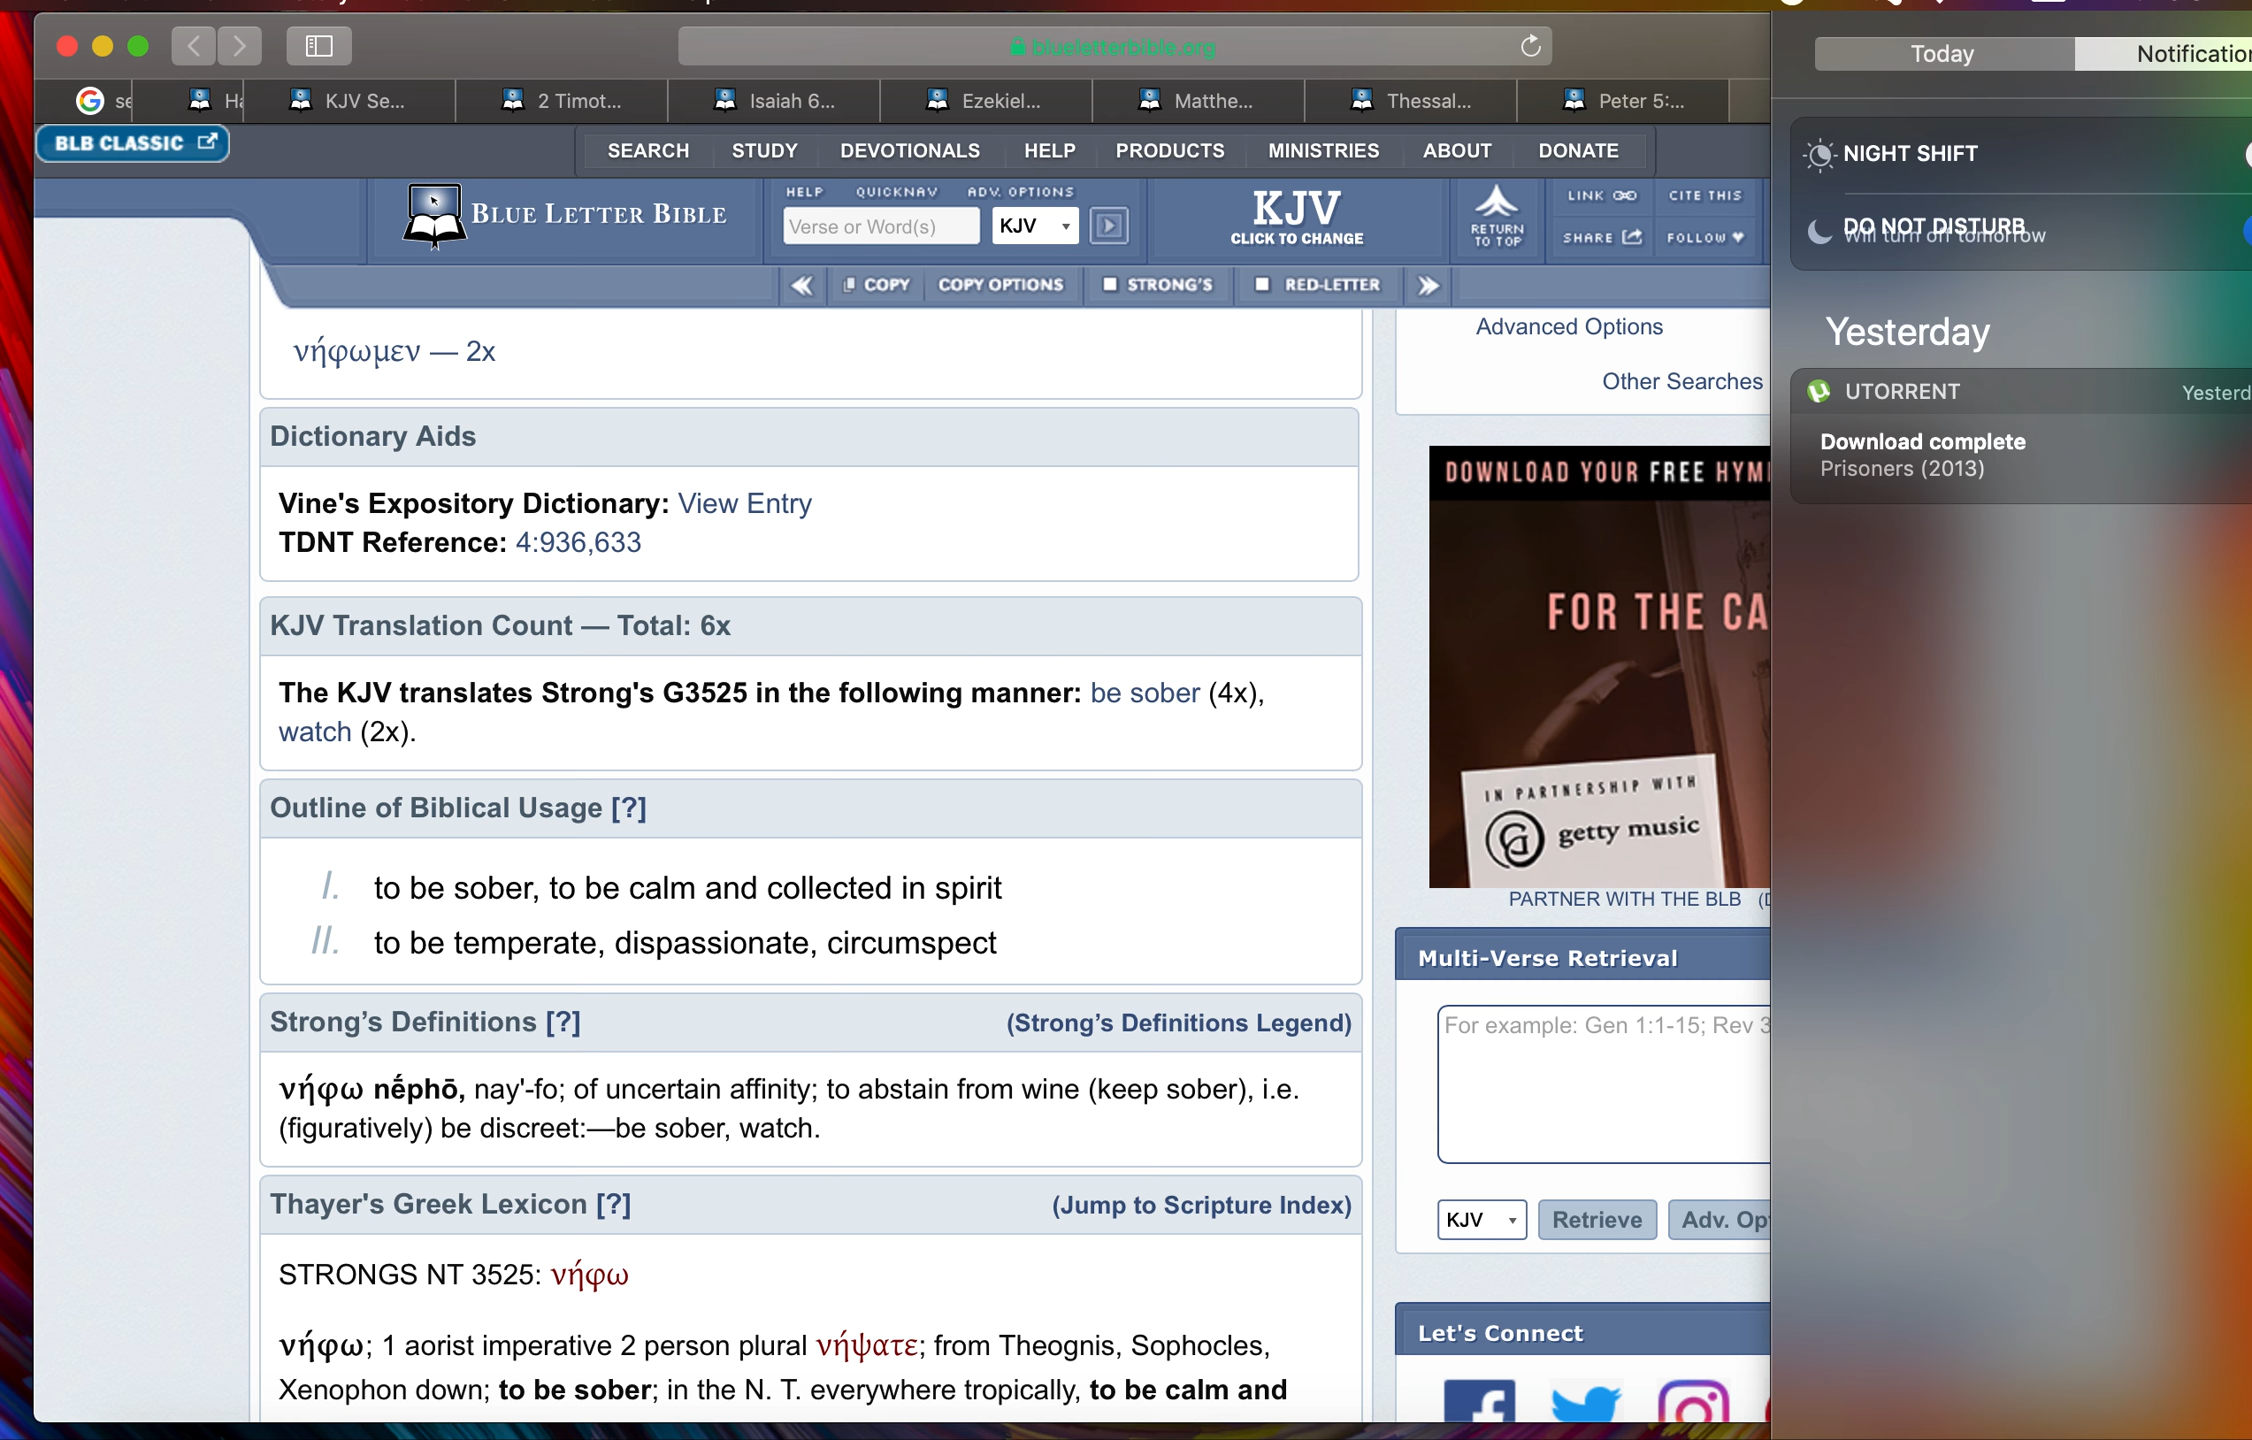 blueletterbible.org
Today
Notification
KJV Se...
2 Timot...
Isaiah 6...
Ezekiel...
Matthe...
Thessal...
Peter 5:...
BLB CLASSIC
SEARCH STUDY DEVOTIONALS HELP PRODUCTS MINISTRIES ABOUT DONATE
BLUE LETTER BIBLE
HELP QUICKNAV ADV. OPTIONS
Verse or Word(s)
KJV
KJV
CLICK TO CHANGE
RETURN
TO TOP
LINK
CITE THIS
SHARE
FOLLOW
COPY
COPY OPTIONS
STRONG'S
RED-LETTER
νήφωμεν — 2x
Dictionary Aids
Vine's Expository Dictionary: View Entry
TDNT Reference: 4:936,633
KJV Translation Count — Total: 6x
The KJV translates Strong's G3525 in the following manner: be sober (4x),
watch (2x).
Outline of Biblical Usage [?]
I. to be sober, to be calm and collected in spirit
II. to be temperate, dispassionate, circumspect
Strong’s Definitions [?]
(Strong’s Definitions Legend)
νήφω nḗphō, nay'-fo; of uncertain affinity; to abstain from wine (keep sober), i.e.
(figuratively) be discreet:—be sober, watch.
Thayer's Greek Lexicon [?]
(Jump to Scripture Index)
STRONGS NT 3525: νήφω
νήφω; 1 aorist imperative 2 person plural νήψατε; from Theognis, Sophocles,
Xenophon down; to be sober; in the N. T. everywhere tropically, to be calm and
Advanced Options
Other Searches
DOWNLOAD YOUR FREE HYM
FOR THE CA
IN PARTNERSHIP WITH
getty music
PARTNER WITH THE BLB
Multi-Verse Retrieval
For example: Gen 1:1-15; Rev 3
KJV
Retrieve
Adv. Op
Let's Connect
NIGHT SHIFT
DO NOT DISTURB
Will turn off tomorrow
Yesterday
UTORRENT
Yesterd
Download complete
Prisoners (2013)